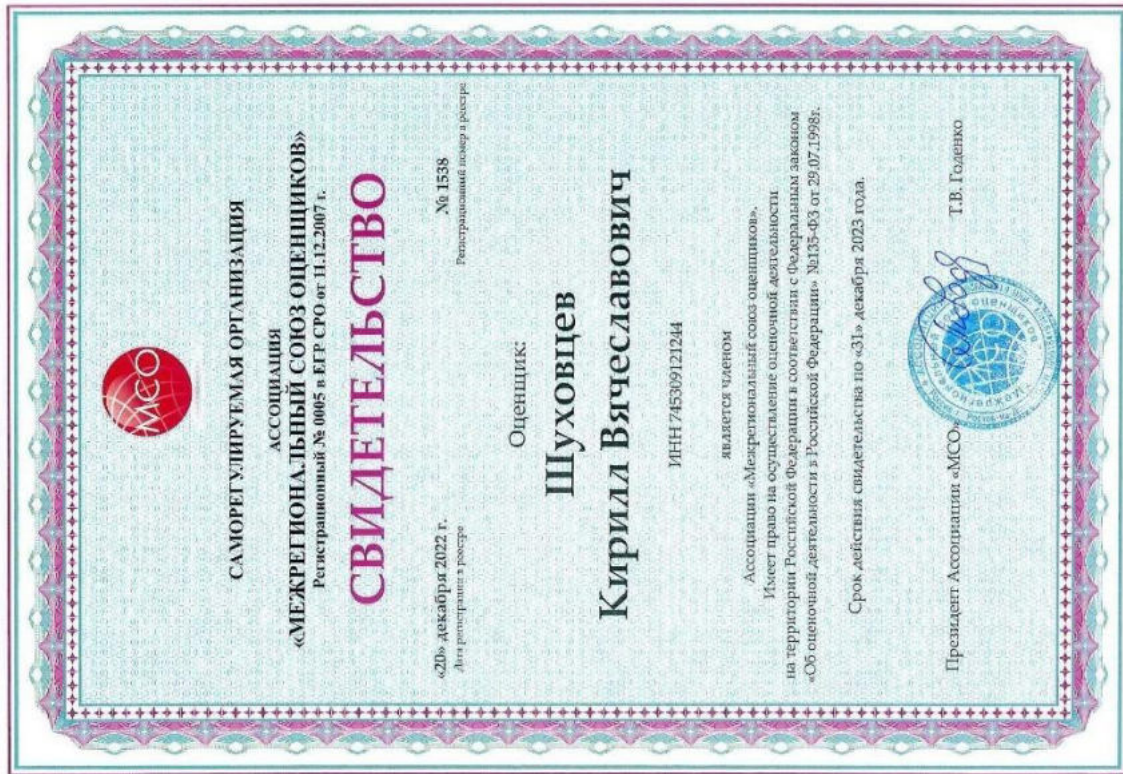 МСО
САМОРЕГУЛИРУЕМАЯ ОРГАНИЗАЦИЯ
АССОЦИАЦИЯ
«МЕЖРЕГИОНАЛЬНЫЙ СОЮЗ ОЦЕНЩИКОВ»
Регистрационный № 0005 в ЕГР СРО от 11.12.2007 г.
СВИДЕТЕЛЬСТВО
«20» декабря 2022 г. № 1538
Дата регистрации в реестре Регистрационный номер в реестре
Оценщик:
Шуховцев
Кирилл Вячеславович
ИНН 745309121244
является членом
Ассоциации «Межрегиональный союз оценщиков».
Имеет право на осуществление оценочной деятельности
на территории Российской Федерации в соответствии с Федеральным законом
«Об оценочной деятельности в Российской Федерации» №135-ФЗ от 29.07.1998г.
Срок действия свидетельства по «31» декабря 2023 года.
Президент Ассоциации «МСО» Т.В. Годенко